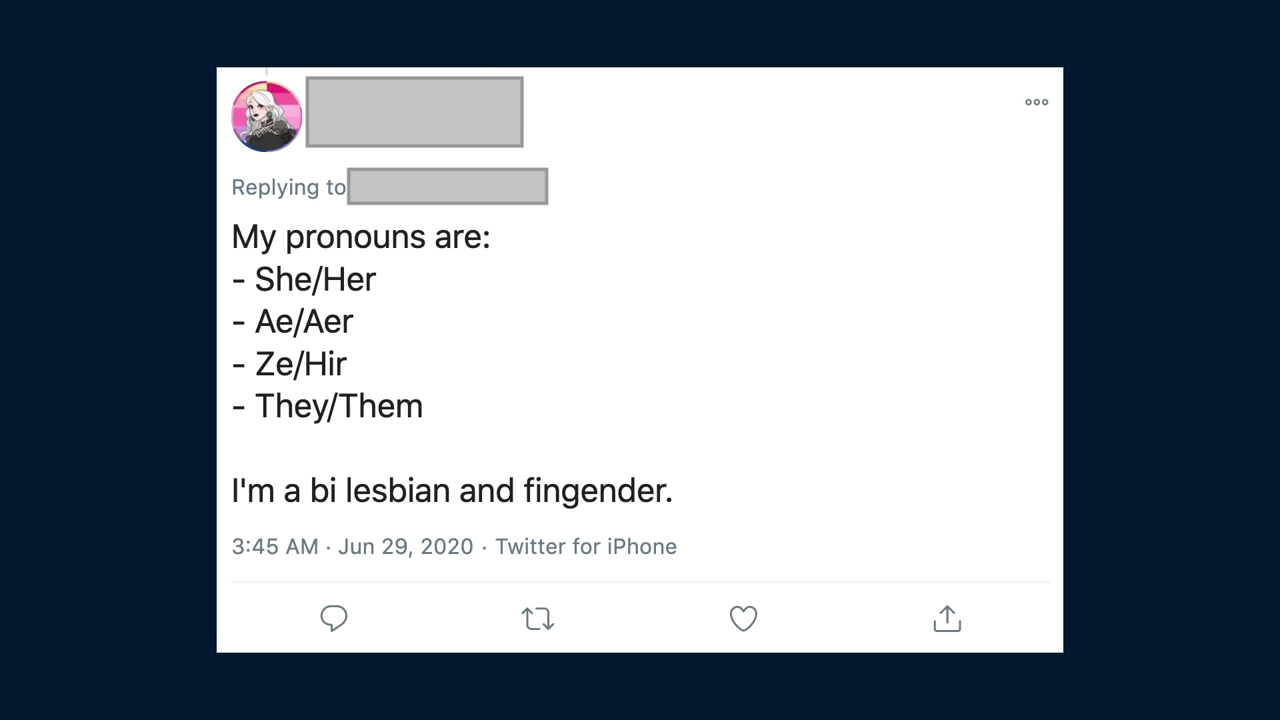 Replying to
My pronouns are:
- She/Her
- Ae/Aer
- Ze/Hir
- They/Them
I'm a bi lesbian and fingender.
3:45 AM · Jun 29, 2020 · Twitter for iPhone